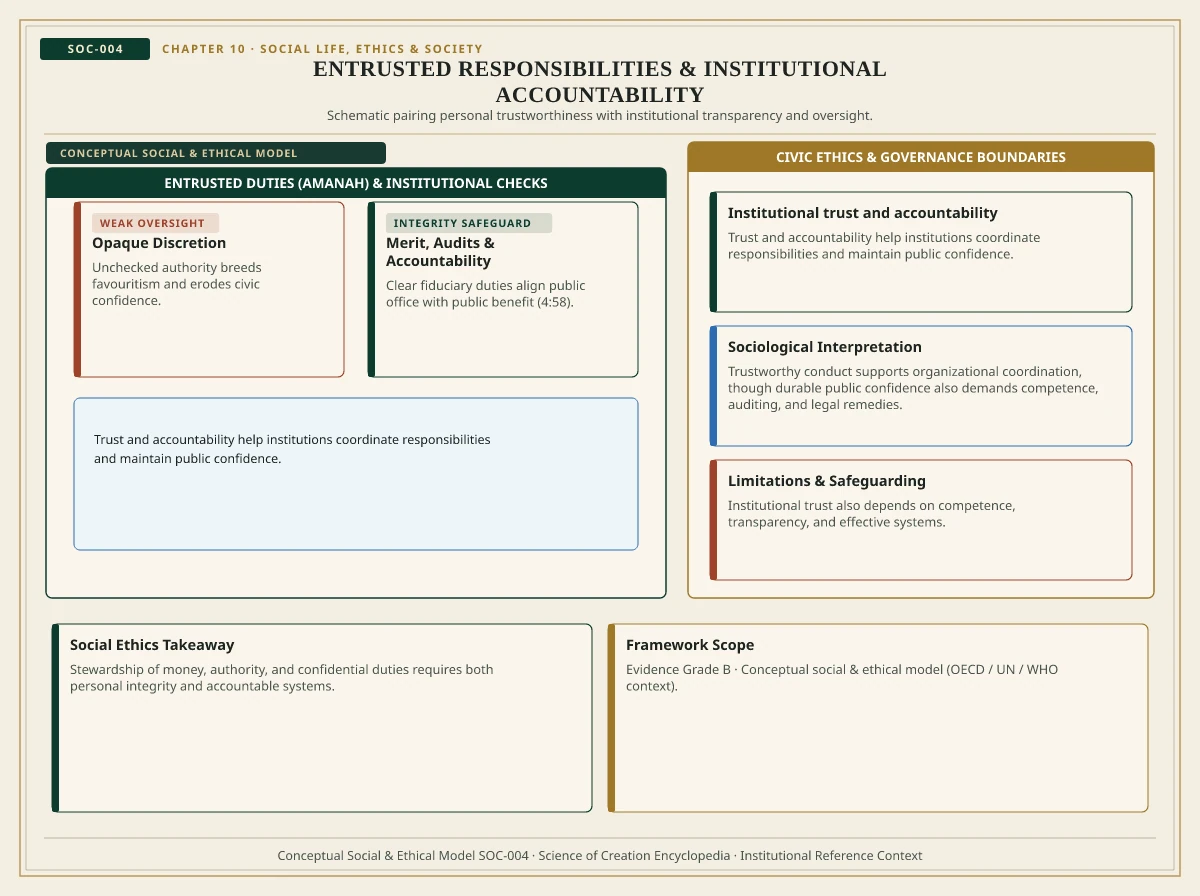 SOC-004
CHAPTER 10 · SOCIAL LIFE, ETHICS & SOCIETY
ENTRUSTED RESPONSIBILITIES & INSTITUTIONAL
ACCOUNTABILITY
Schematic pairing personal trustworthiness with institutional transparency and oversight.
CONCEPTUAL SOCIAL & ETHICAL MODEL
ENTRUSTED DUTIES (AMANAH) & INSTITUTIONAL CHECKS
WEAK OVERSIGHT
Opaque Discretion
Unchecked authority breeds
favouritism and erodes civic
confidence.
INTEGRITY SAFEGUARD
Merit, Audits &
Accountability
Clear fiduciary duties align public
office with public benefit (4:58).
Trust and accountability help institutions coordinate responsibilities
and maintain public confidence.
CIVIC ETHICS & GOVERNANCE BOUNDARIES
Institutional trust and accountability
Trust and accountability help institutions coordinate
responsibilities and maintain public confidence.
Sociological Interpretation
Trustworthy conduct supports organizational coordination,
though durable public confidence also demands competence,
auditing, and legal remedies.
Limitations & Safeguarding
Institutional trust also depends on competence,
transparency, and effective systems.
Social Ethics Takeaway
Stewardship of money, authority, and confidential duties requires both
personal integrity and accountable systems.
Framework Scope
Evidence Grade B · Conceptual social & ethical model (OECD / UN / WHO
context).
Conceptual Social & Ethical Model SOC-004 · Science of Creation Encyclopedia · Institutional Reference Context